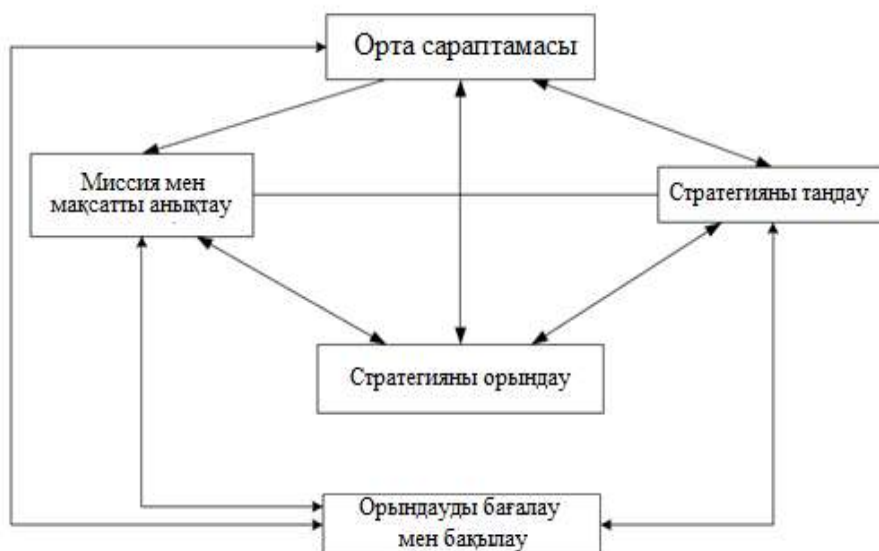 Орта сараптамасы
Миссия мен
мақсатты анықтау
Стратегияны таңдау
Стратегияны орындау
Орындауды бағалау
мен бақылау